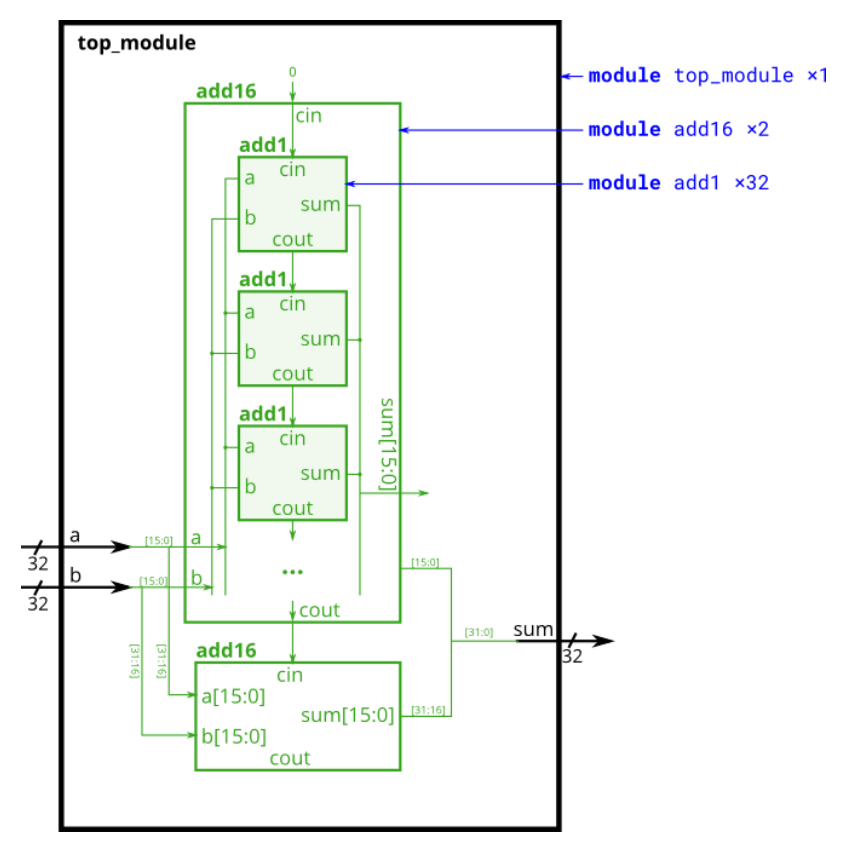 top_module
module top_module ×1
0
add16
cin
module add16 ×2
add1
cin
a
sum
module add1 ×32
b
cout
add1
cin
a
sum
b
cout
add1
cin
a
sum
b
cout
sum[15:0]
a
[15:0]
a
32
b
[15:0]
b
32
...
[15:0]
cout
[31:0]
sum
32
[31:16]
[31:16]
add16
cin
a[15:0]
sum[15:0]
[31:16]
b[15:0]
cout